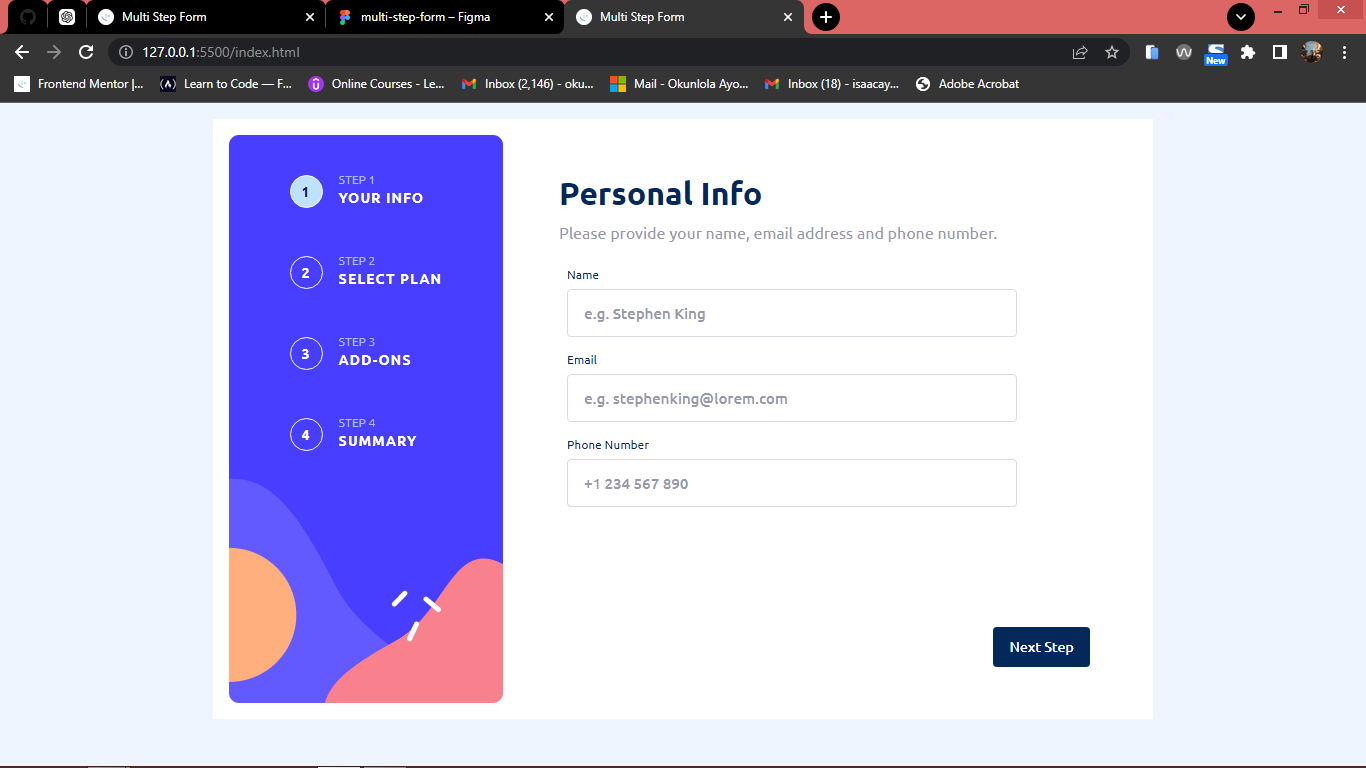 Multi Step Form
multi-step-form – Figma
Multi Step Form
127.0.0.1:5500/index.html
New
Frontend Mentor |...
Learn to Code — F...
Online Courses - Le...
Inbox (2,146) - oku...
Mail - Okunlola Ayo...
Inbox (18) - isaacay...
Adobe Acrobat
1
STEP 1
YOUR INFO
2
STEP 2
SELECT PLAN
3
STEP 3
ADD-ONS
4
STEP 4
SUMMARY
Personal Info
Please provide your name, email address and phone number.
Name
e.g. Stephen King
Email
e.g. stephenking@lorem.com
Phone Number
+1 234 567 890
Next Step